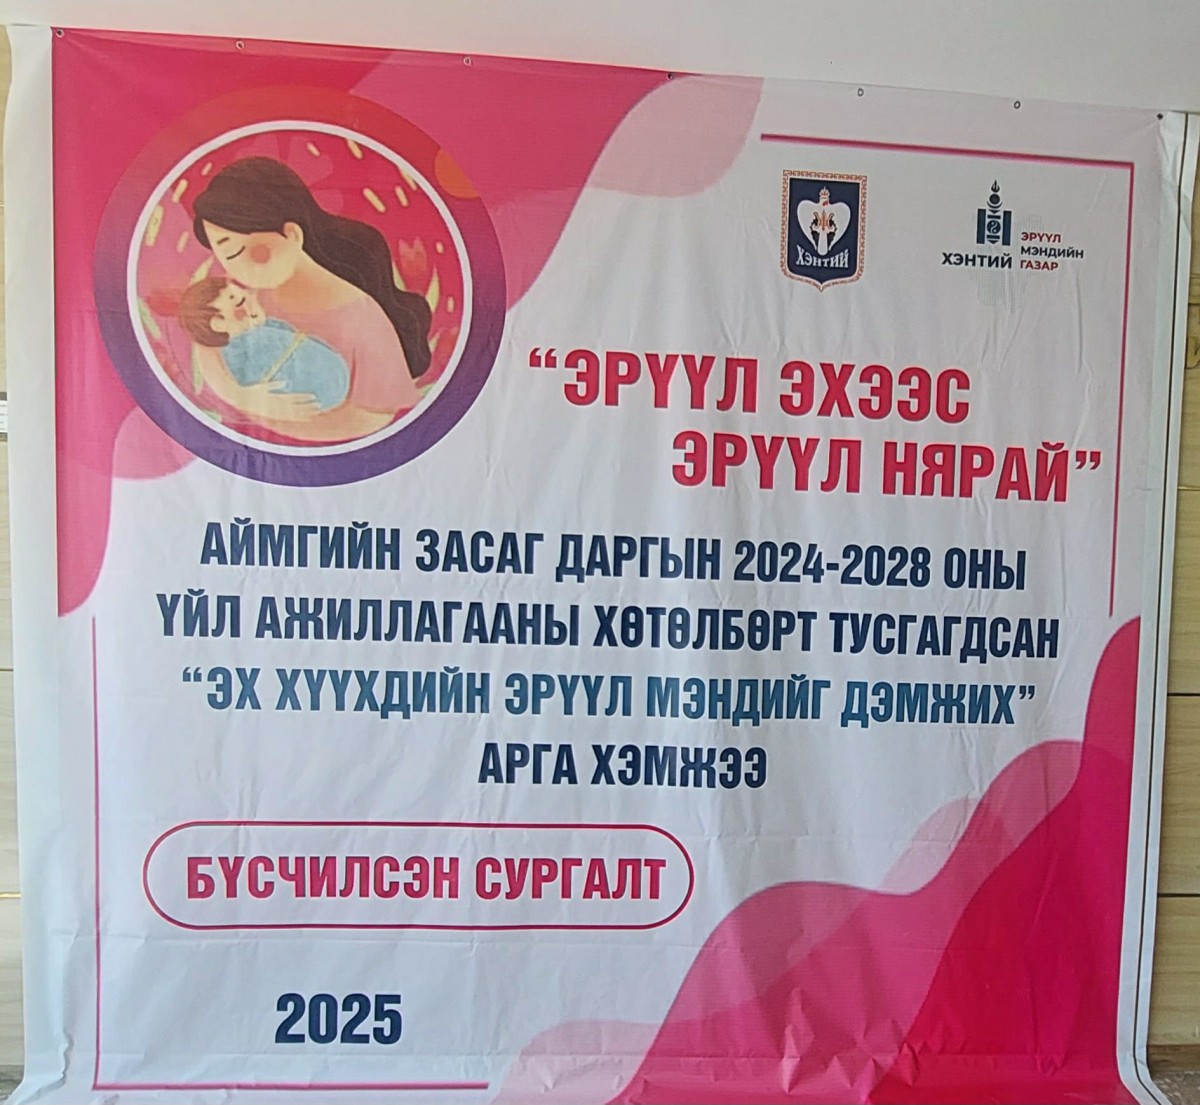 ХЭНТИЙ
ХЭНТИЙ
ЭРҮҮЛ
МЭНДИЙН
ГАЗАР
“ЭРҮҮЛ ЭХЭЭС
ЭРҮҮЛ НЯРАЙ”
АЙМГИЙН ЗАСАГ ДАРГЫН 2024-2028 ОНЫ
ҮЙЛ АЖИЛЛАГААНЫ ХӨТӨЛБӨРТ ТУСГАГДСАН
“ЭХ ХҮҮХДИЙН ЭРҮҮЛ МЭНДИЙГ ДЭМЖИХ”
АРГА ХЭМЖЭЭ
БҮСЧИЛСЭН СУРГАЛТ
2025